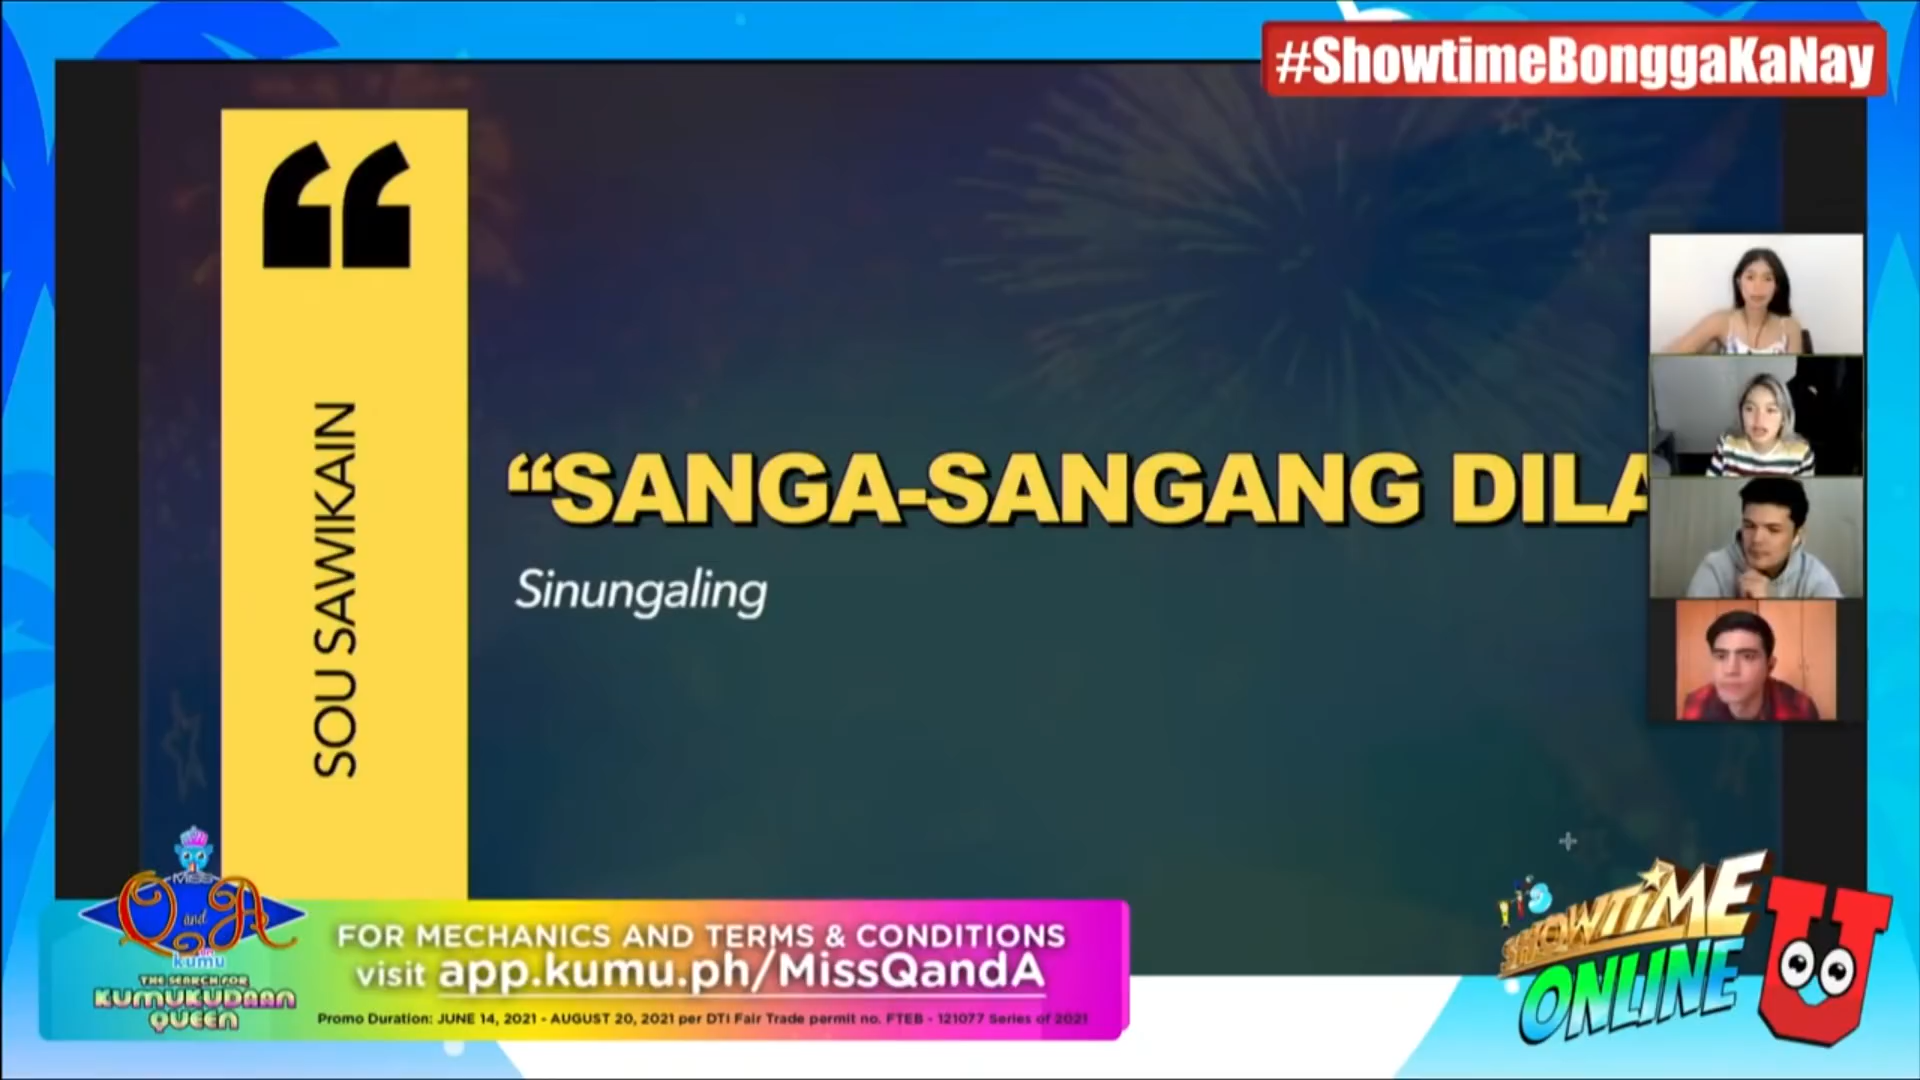 #ShowtimeBonggaKaNay
SOU SAWIKAIN
“SANGA-SANGANG DILA
Sinungaling
MISS
Q and A
on
kumu
THE SEARCH FOR
KUMUKUDAAN
QUEEN
FOR MECHANICS AND TERMS & CONDITIONS
visit app.kumu.ph/MissQandA
Promo Duration: JUNE 14, 2021 - AUGUST 20, 2021 per DTI Fair Trade permit no. FTEB - 121077 Series of 2021
It's
SHOWTIME
ONLINE
U